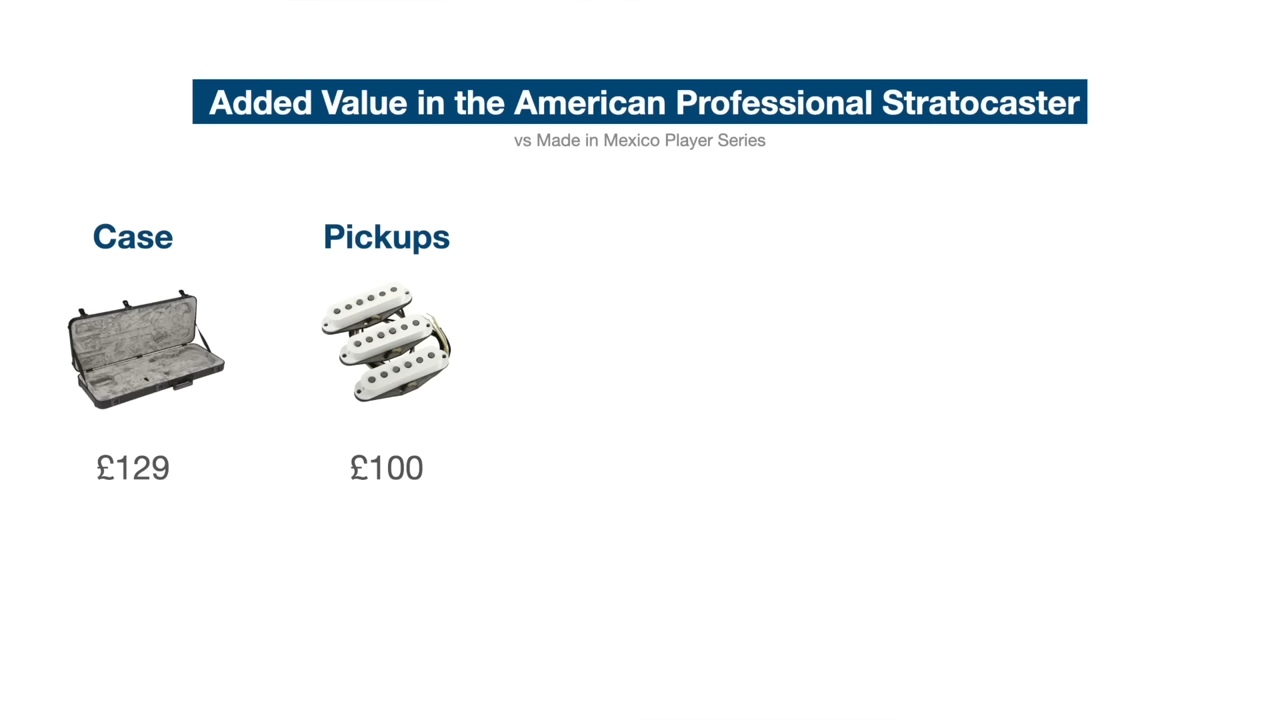 Added Value in the American Professional Stratocaster
vs Made in Mexico Player Series
Case
Pickups
£129
£100